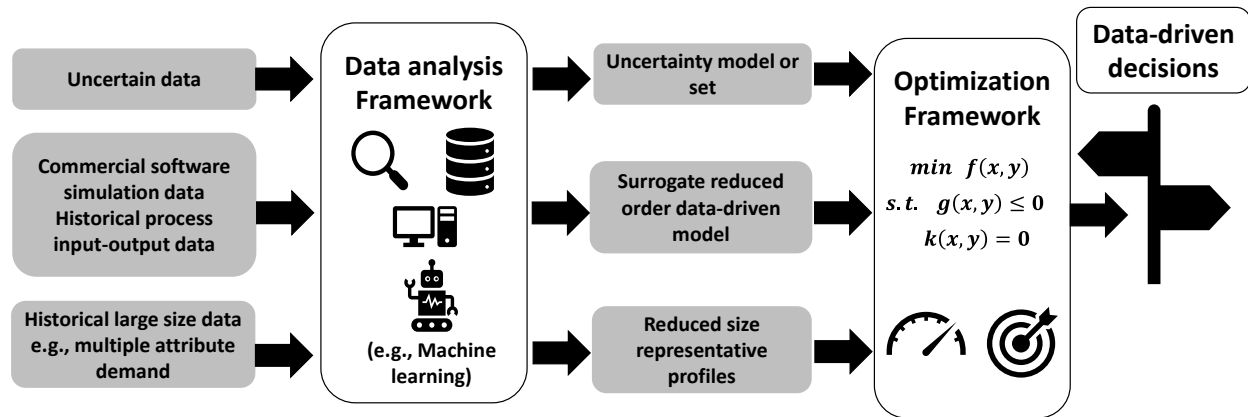 Uncertain data
Commercial software
simulation data
Historical process
input-output data
Historical large size data
e.g., multiple attribute
demand
Data analysis
Framework
(e.g., Machine
learning)
Uncertainty model or
set
Surrogate reduced
order data-driven
model
Reduced size
representative
profiles
Optimization
Framework
min f(x, y)
s. t. g(x, y) ≤ 0
k(x, y) = 0
Data-driven
decisions